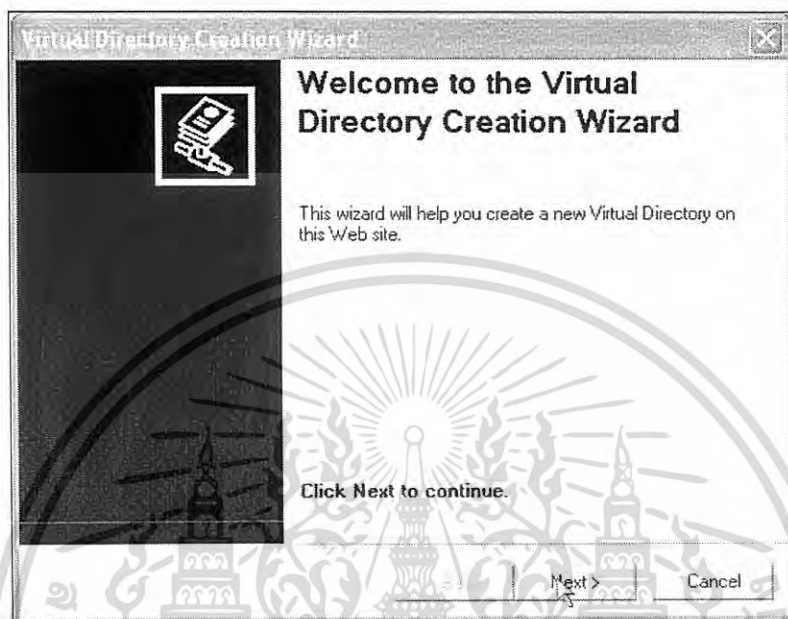 Virtual Directory Creation Wizard
Welcome to the Virtual
Directory Creation Wizard
This wizard will help you create a new Virtual Directory on
this Web site.
Click Next to continue.
Next >
Cancel